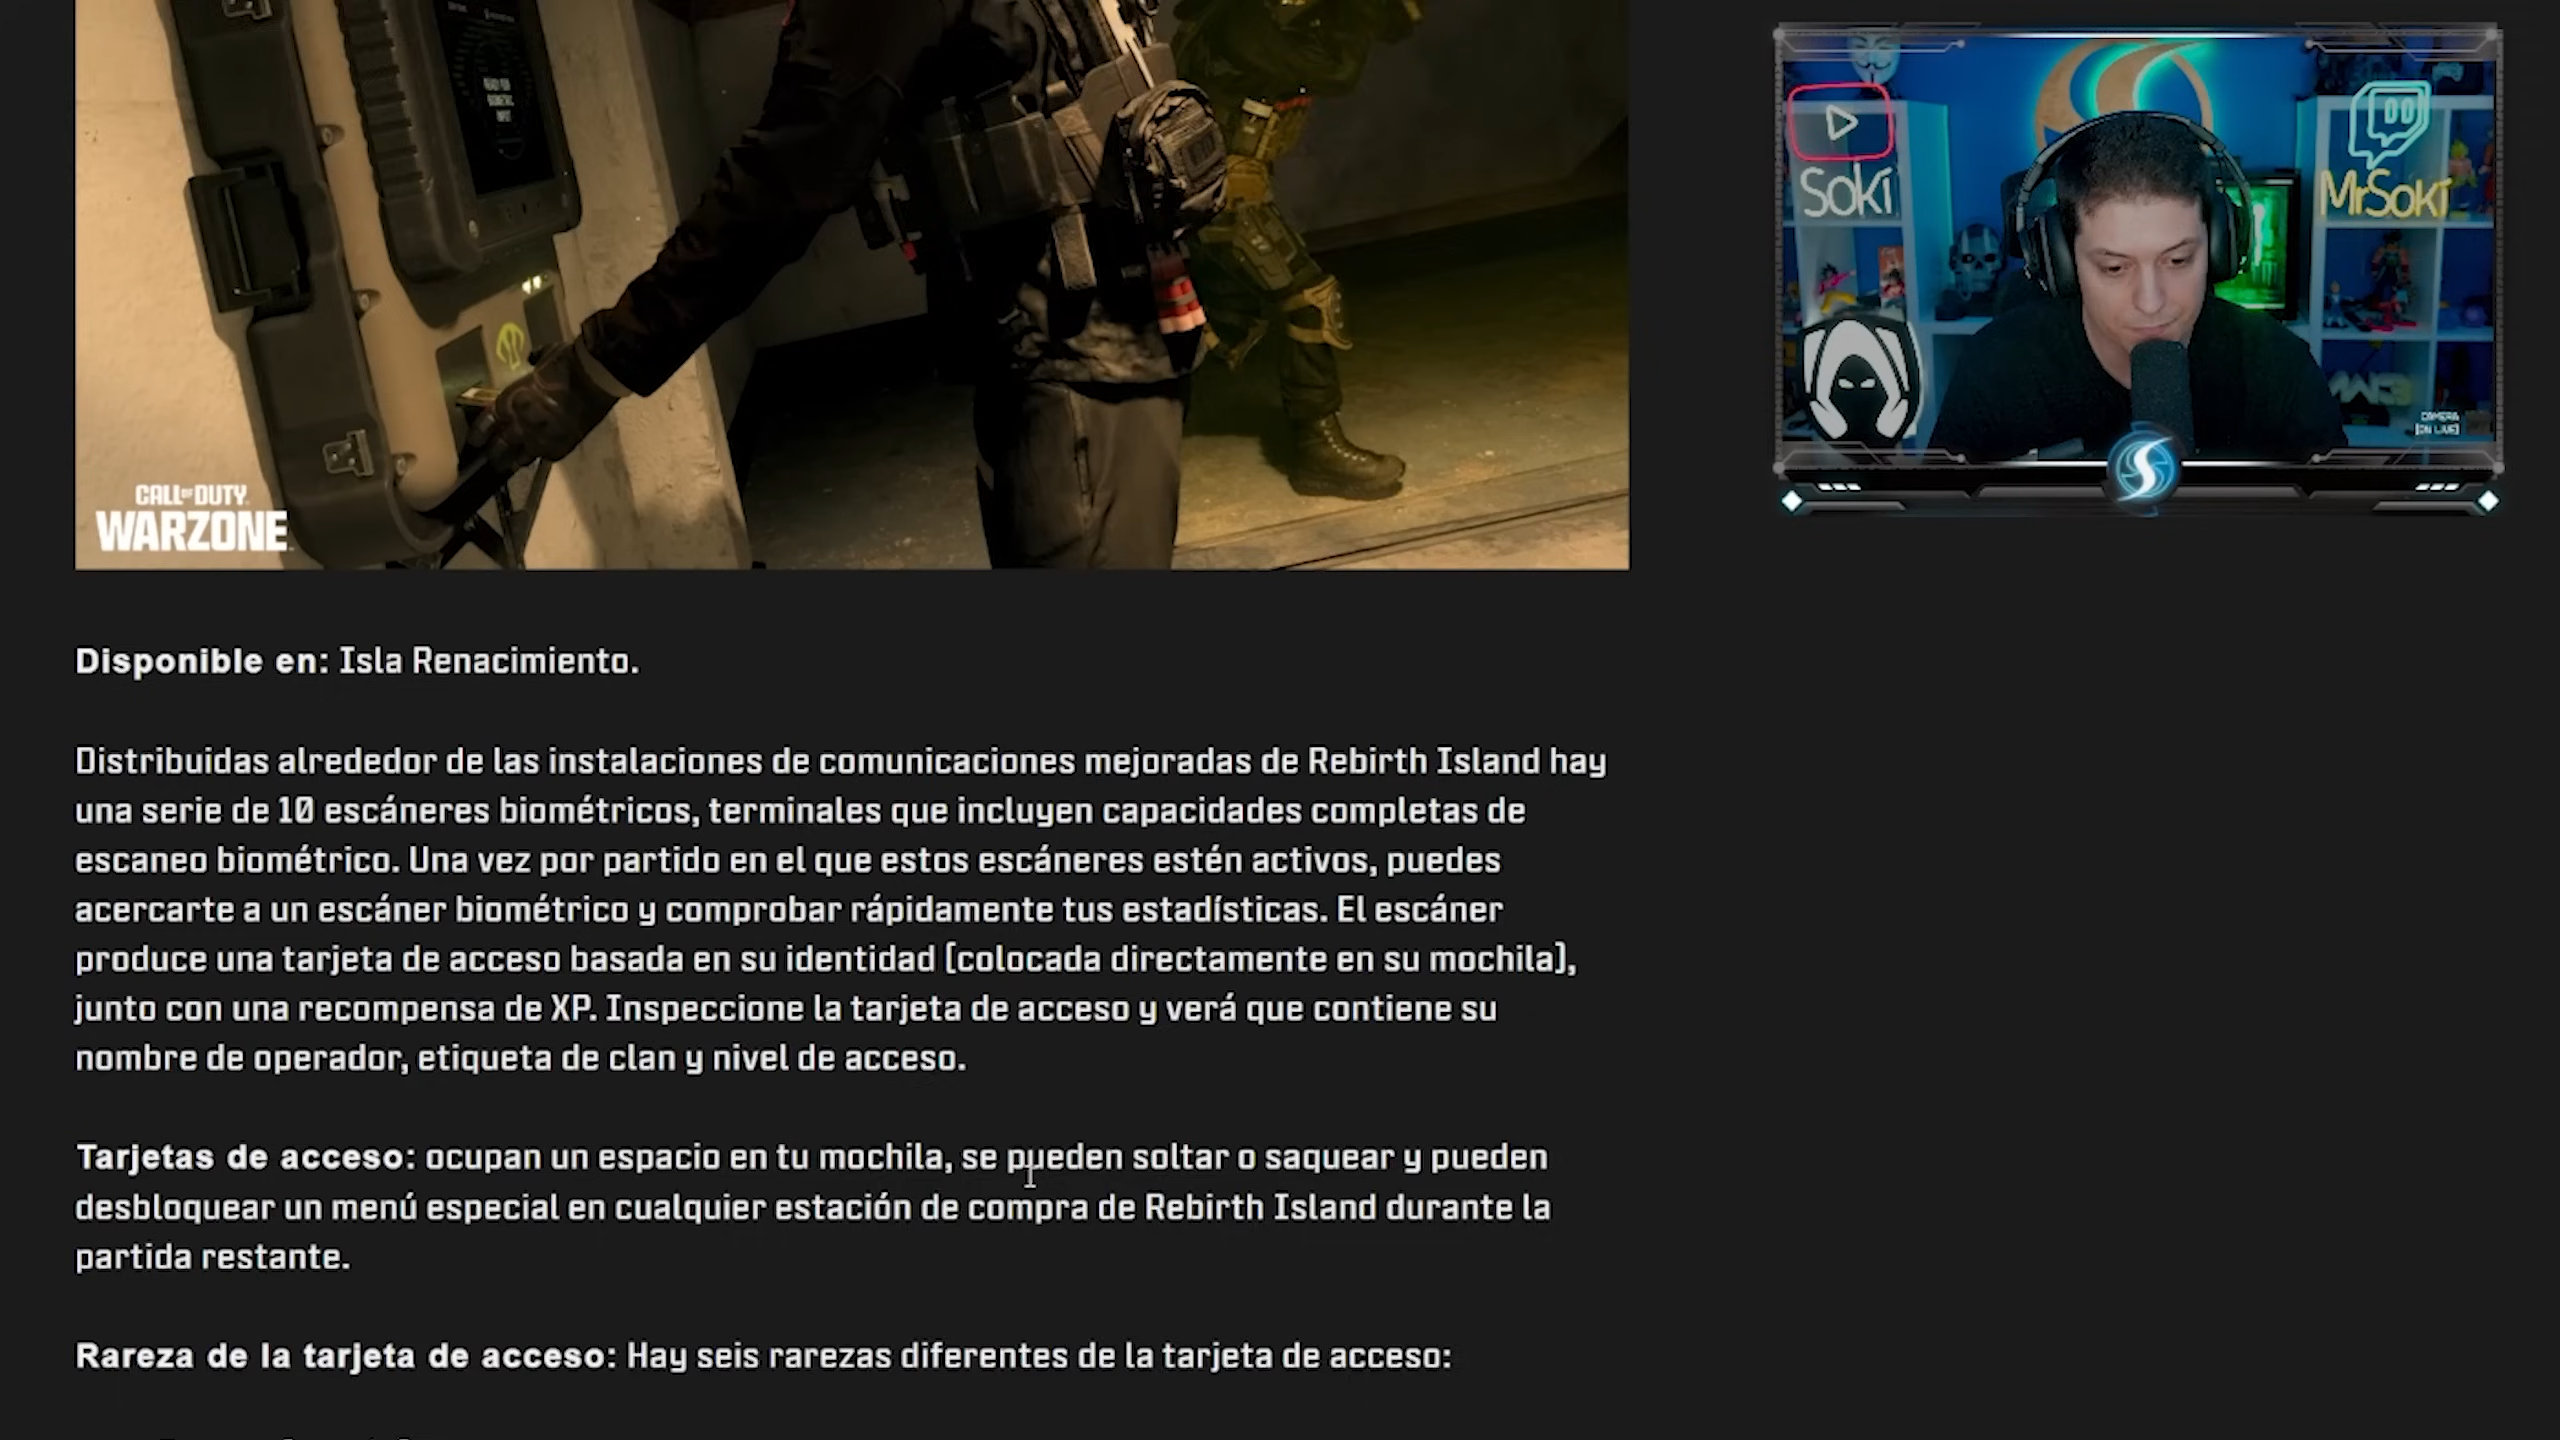 CALL OF DUTY
WARZONE
Soki
MrSoki
CAMERA
[ON LIVE]
Disponible en: Isla Renacimiento.
Distribuidas alrededor de las instalaciones de comunicaciones mejoradas de Rebirth Island hay
una serie de 10 escáneres biométricos, terminales que incluyen capacidades completas de
escaneo biométrico. Una vez por partido en el que estos escáneres estén activos, puedes
acercarte a un escáner biométrico y comprobar rápidamente tus estadísticas. El escáner
produce una tarjeta de acceso basada en su identidad (colocada directamente en su mochila),
junto con una recompensa de XP. Inspeccione la tarjeta de acceso y verá que contiene su
nombre de operador, etiqueta de clan y nivel de acceso.
Tarjetas de acceso: ocupan un espacio en tu mochila, se pueden soltar o saquear y pueden
desbloquear un menú especial en cualquier estación de compra de Rebirth Island durante la
partida restante.
Rareza de la tarjeta de acceso: Hay seis rarezas diferentes de la tarjeta de acceso: